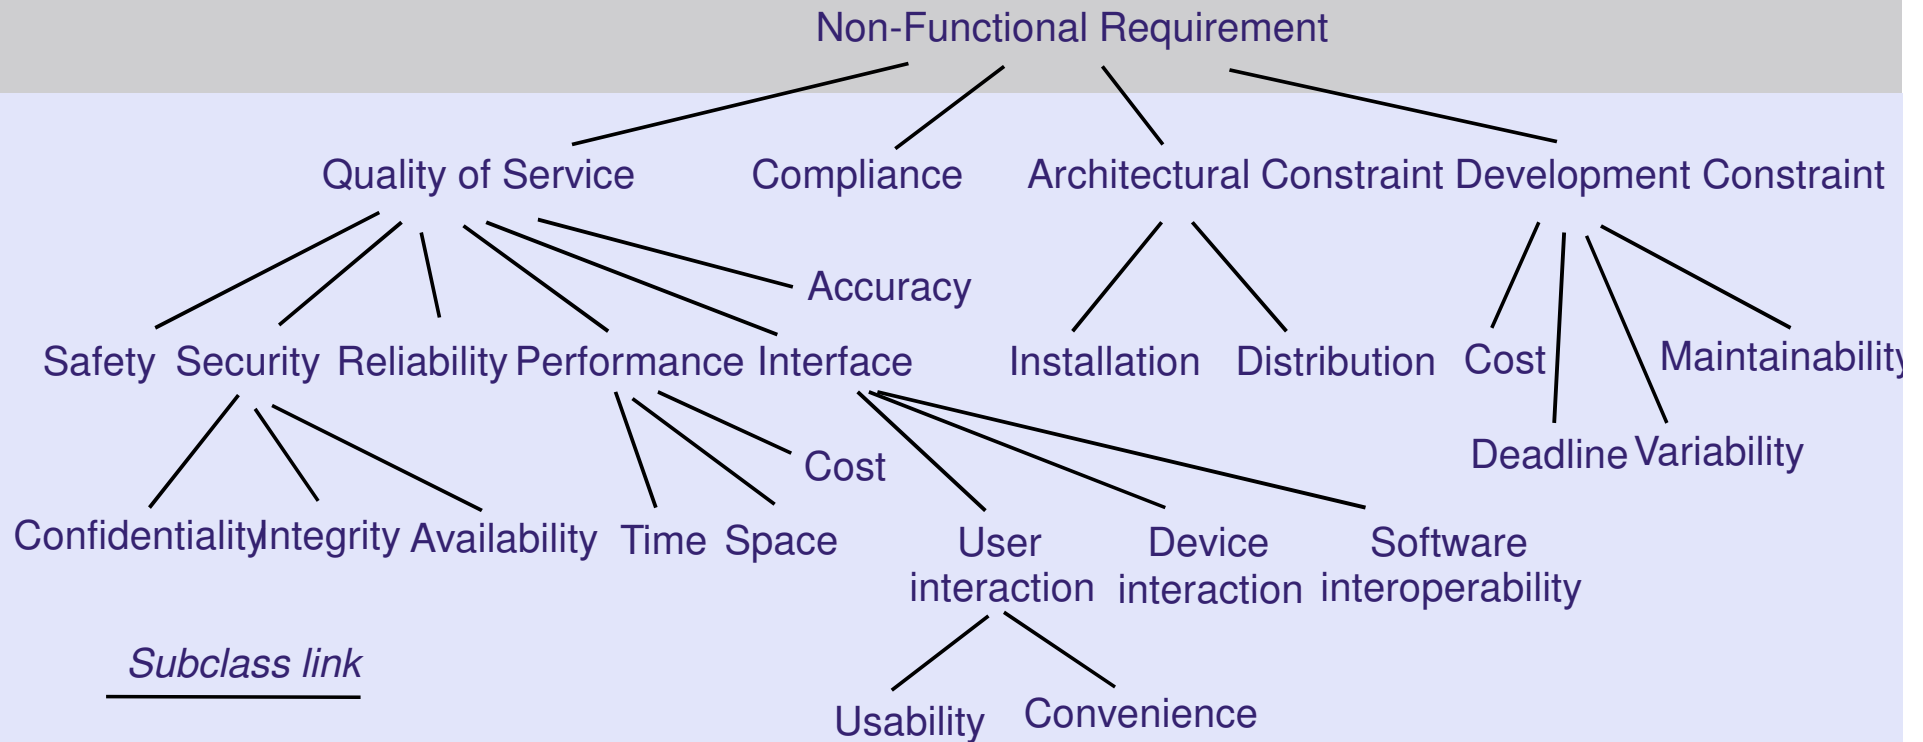 Non-Functional Requirement
Quality of Service Compliance Architectural Constraint Development Constraint
Accuracy
Safety Security Reliability Performance Interface Installation Distribution Cost Maintainability
Cost Deadline Variability
Confidentiality Integrity Availability Time Space User Device Software
interaction interaction interoperability
Subclass link
Usability Convenience